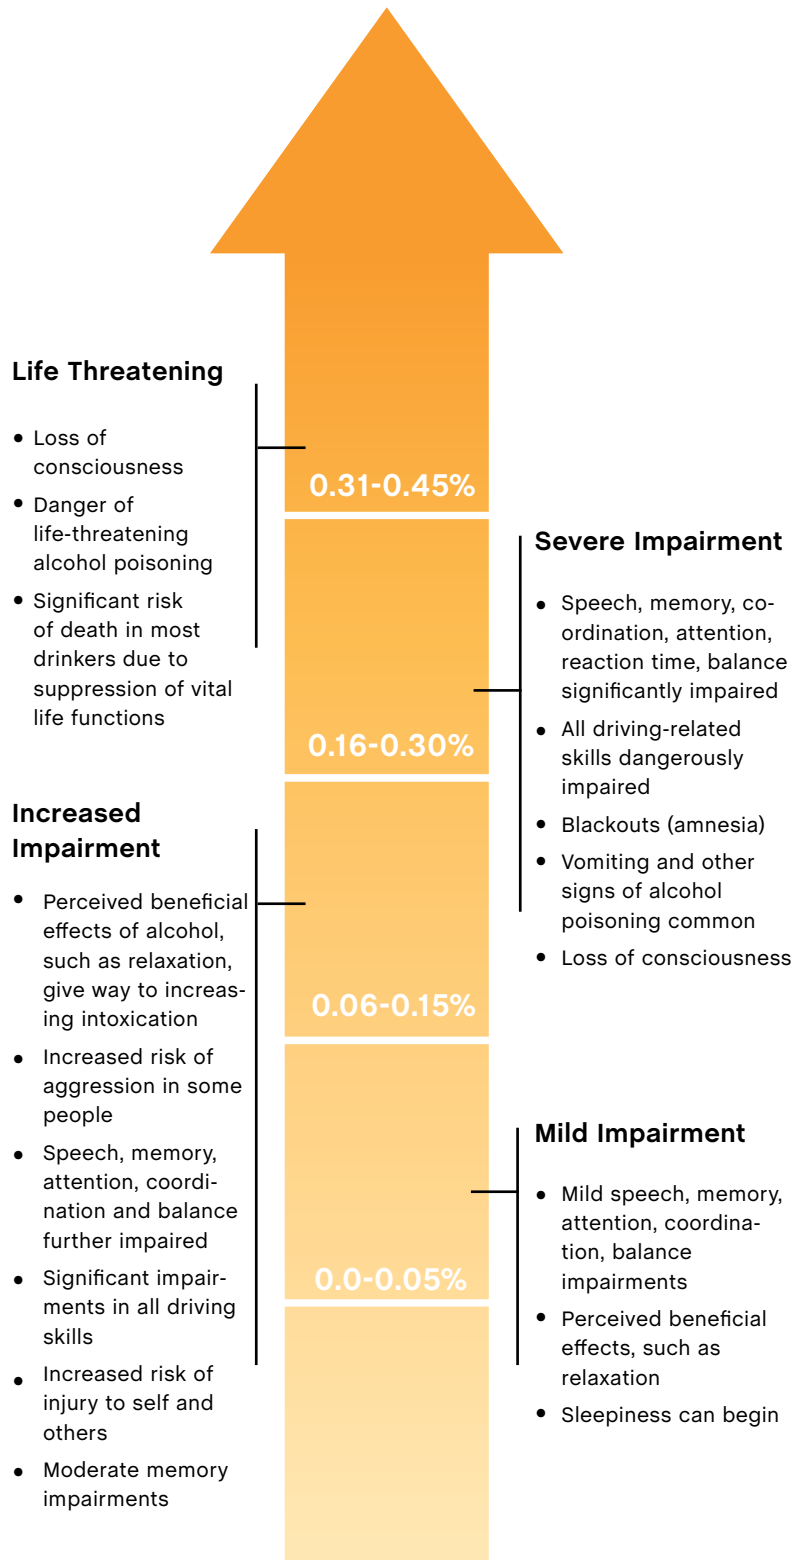 Life Threatening
• Loss of
consciousness
• Danger of
life-threatening
alcohol poisoning
• Significant risk
of death in most
drinkers due to
suppression of vital
life functions
0.31-0.45%
Severe Impairment
• Speech, memory, co-
ordination, attention,
reaction time, balance
significantly impaired
• All driving-related
skills dangerously
impaired
• Blackouts (amnesia)
• Vomiting and other
signs of alcohol
poisoning common
• Loss of consciousness
0.16-0.30%
Increased
Impairment
• Perceived beneficial
effects of alcohol,
such as relaxation,
give way to increas-
ing intoxication
• Increased risk of
aggression in some
people
• Speech, memory,
attention, coordi-
nation and balance
further impaired
• Significant impair-
ments in all driving
skills
• Increased risk of
injury to self and
others
• Moderate memory
impairments
0.06-0.15%
Mild Impairment
• Mild speech, memory,
attention, coordina-
tion, balance
impairments
• Perceived beneficial
effects, such as
relaxation
• Sleepiness can begin
0.0-0.05%